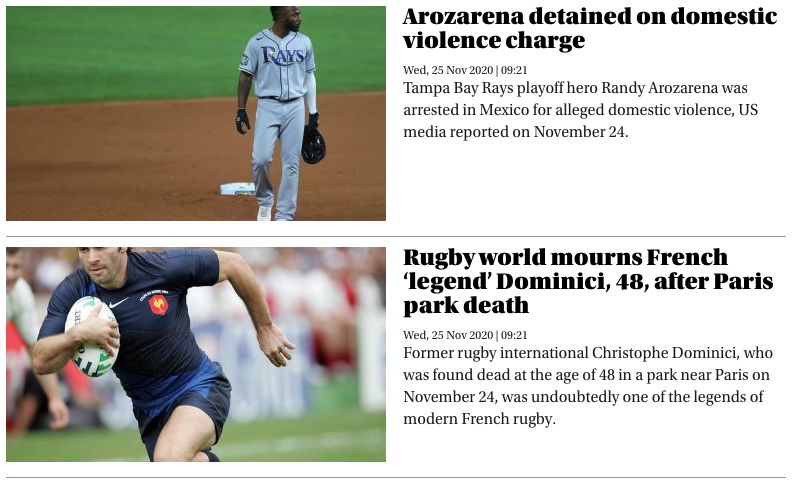 Arozarena detained on domestic
violence charge
Wed, 25 Nov 2020 | 09:21
Tampa Bay Rays playoff hero Randy Arozarena was
arrested in Mexico for alleged domestic violence, US
media reported on November 24.
RAYS
Rugby world mourns French
‘legend’ Dominici, 48, after Paris
park death
Wed, 25 Nov 2020 | 09:21
Former rugby international Christophe Dominici, who
was found dead at the age of 48 in a park near Paris on
November 24, was undoubtedly one of the legends of
modern French rugby.